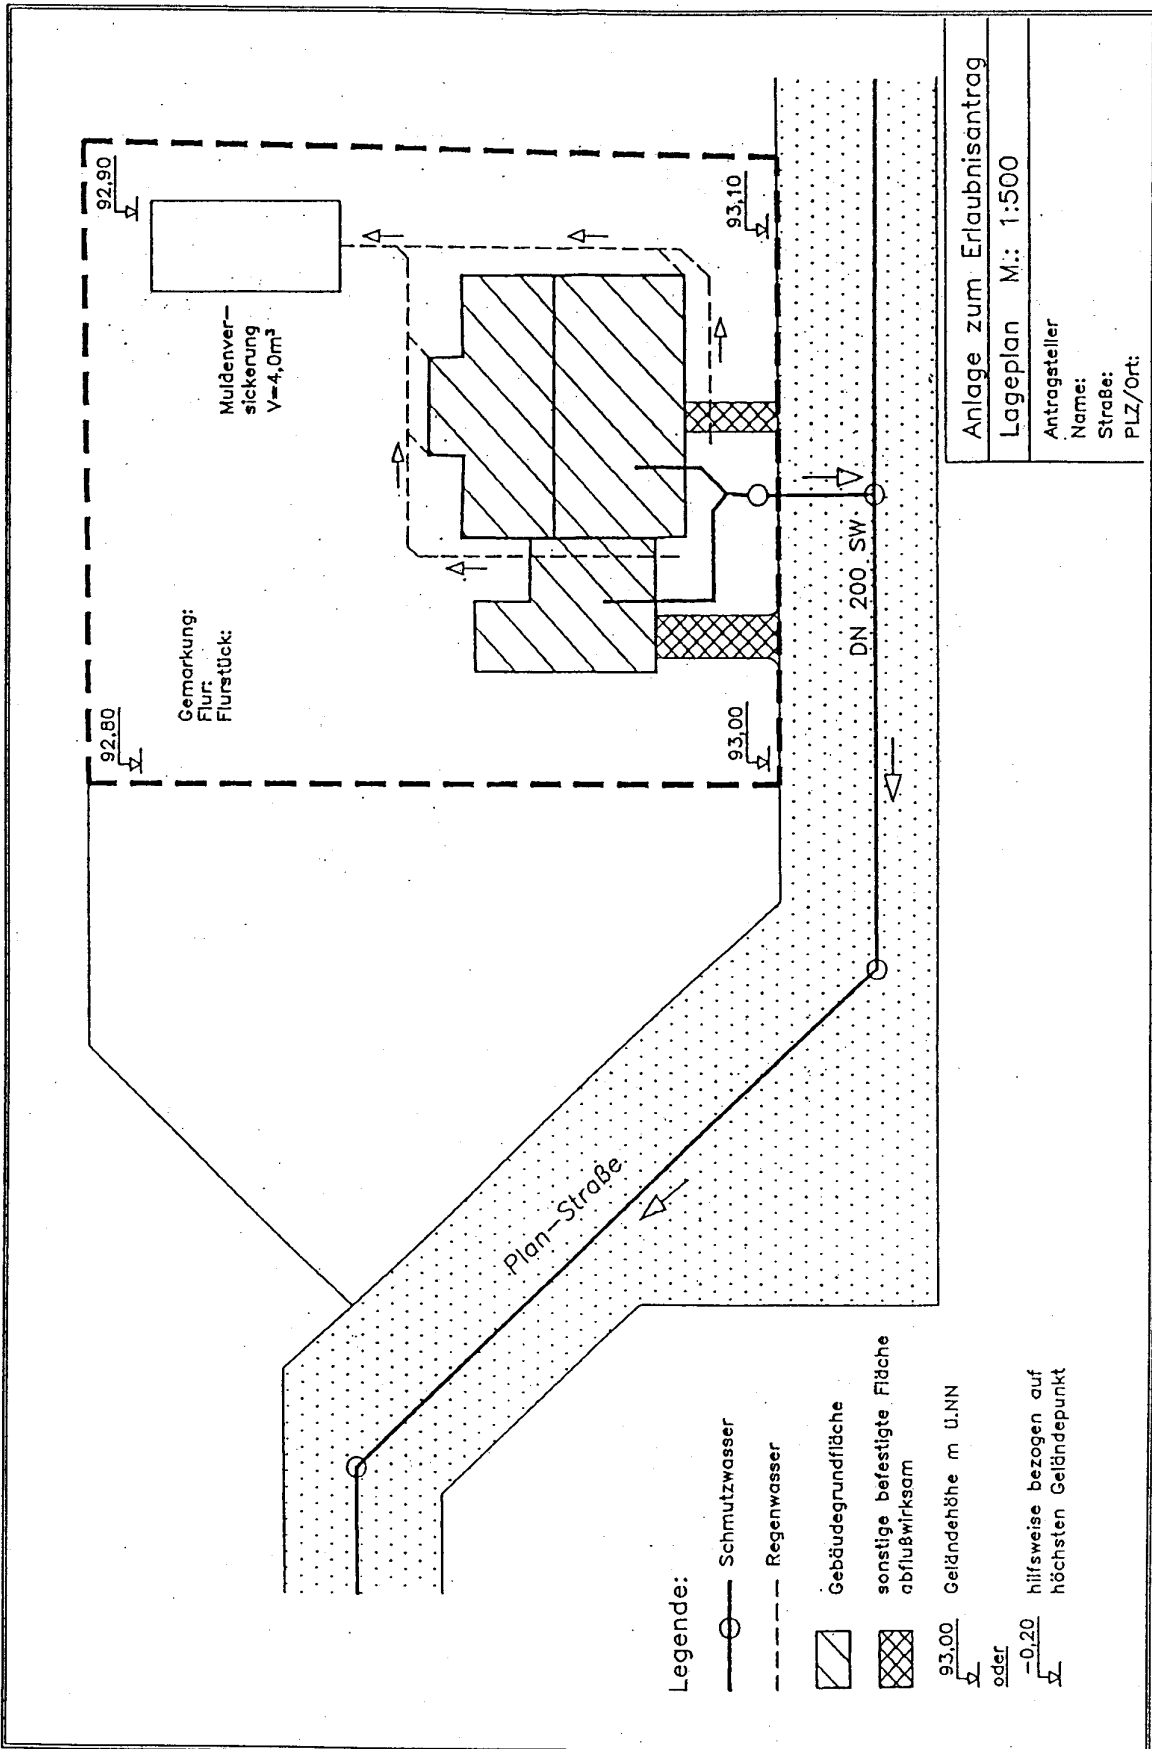 92,80
92,90
Gemarkung:
Flur:
Flurstück:
Muldenver-
sickerung
V=4,0m³
93,00
93,10
DN 200 SW
Plan-Straße
Legende:
Schmutzwasser
Regenwasser
Gebäudegrundfläche
sonstige befestigte Fläche
abflußwirksam
93,00 Geländehöhe m ü.NN
oder
-0,20 hilfsweise bezogen auf
höchsten Geländepunkt
Anlage zum Erlaubnisantrag
Lageplan M.: 1:500
Antragsteller
Name:
Straße:
PLZ/Ort: